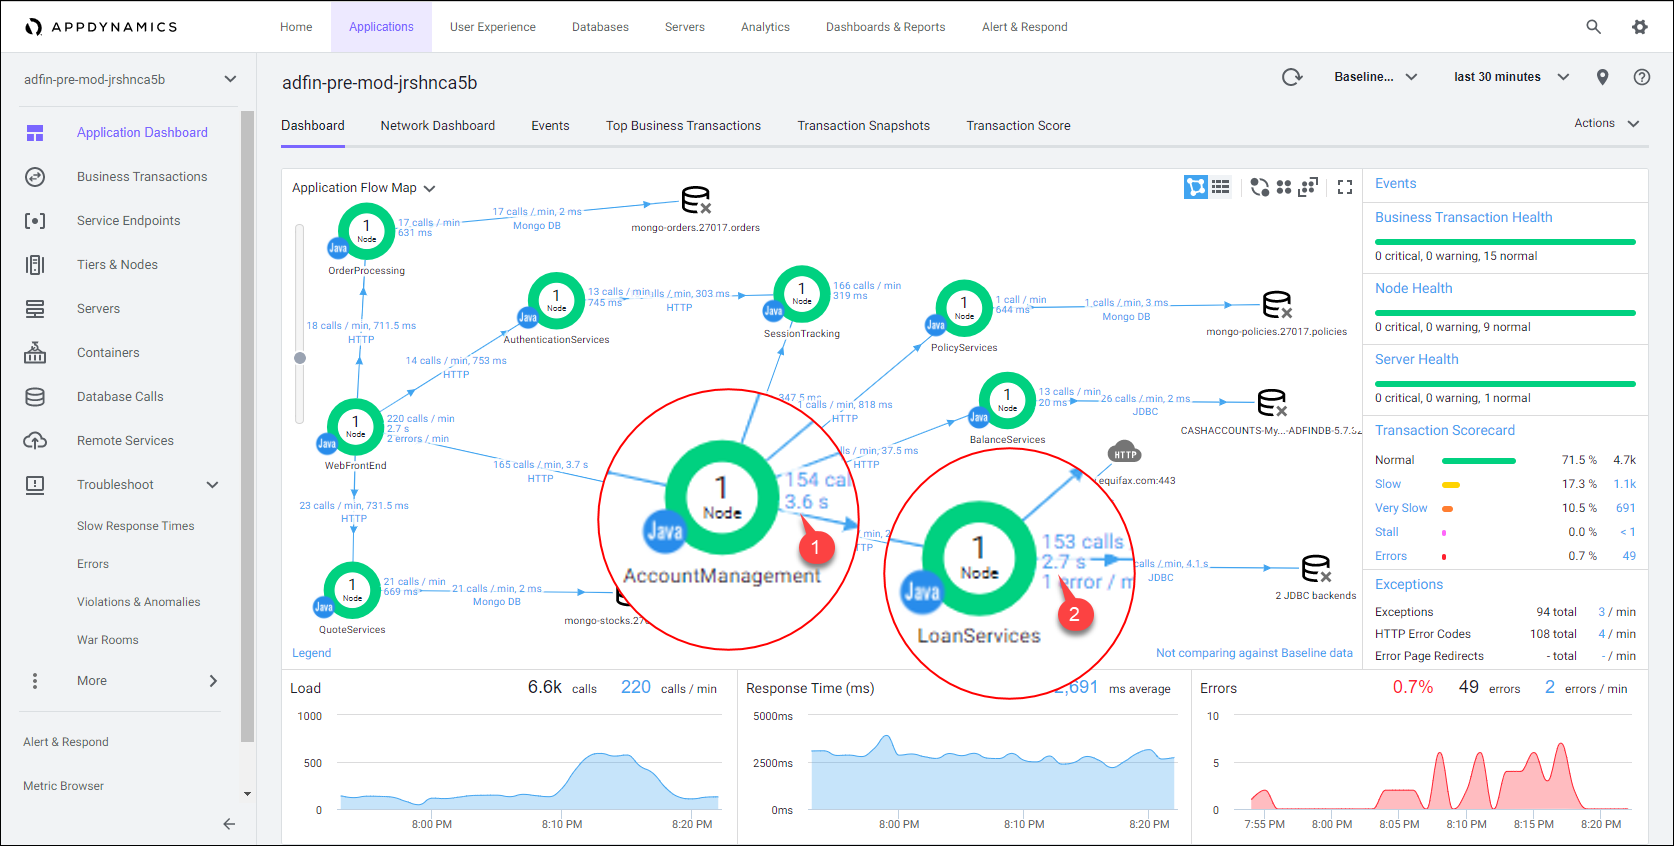 APPDYNAMICS
Home Applications User Experience Databases Servers Analytics Dashboards & Reports Alert & Respond
adfin-pre-mod-jrshnca5b
Application Dashboard
Business Transactions
Service Endpoints
Tiers & Nodes
Servers
Containers
Database Calls
Remote Services
Troubleshoot
Slow Response Times
Errors
Violations & Anomalies
War Rooms
More
Alert & Respond
Metric Browser
adfin-pre-mod-jrshnca5b
Baseline... last 30 minutes
Dashboard Network Dashboard Events Top Business Transactions Transaction Snapshots Transaction Score
Actions
Application Flow Map
1
Node
Java
OrderProcessing
17 calls / min
631 ms
17 calls /min, 2 ms
Mongo DB
mongo-orders.27017.orders
18 calls / min, 711.5 ms
HTTP
1
Node
Java
AuthenticationServices
13 calls / min
745 ms
/min, 303 ms
HTTP
1
Node
Java
SessionTracking
166 calls / min
319 ms
1
Node
Java
PolicyServices
1 call / min
644 ms
1 calls / min, 3 ms
Mongo DB
mongo-policies.27017.policies
14 calls / min, 753 ms
HTTP
347.5 ms
1 calls / min, 818 ms
HTTP
1
Node
Java
BalanceServices
13 calls / min
20 ms
26 calls / min, 2 ms
JDBC
CASHACCOUNTS-My...-ADFINDB-5.7.32
1
Node
Java
WebFrontEnd
220 calls / min
2.7 s
2 errors / min
165 calls / min, 3.7 s
HTTP
37.5 ms
HTTP
HTTP
.equifax.com:443
1
Node
Java
AccountManagement
154 cal
3.6 s
1
1
Node
Java
LoanServices
153 calls
2.7 s
1 error / m
2
calls / min, 4.1 s
JDBC
2 JDBC backends
23 calls / min, 731.5 ms
HTTP
1
Node
Java
QuoteServices
21 calls / min
669 ms
21 calls / min, 2 ms
Mongo DB
mongo-stocks.27
Legend
Not comparing against Baseline data
Events
Business Transaction Health
0 critical, 0 warning, 15 normal
Node Health
0 critical, 0 warning, 9 normal
Server Health
0 critical, 0 warning, 1 normal
Transaction Scorecard
Normal 71.5 % 4.7k
Slow 17.3 % 1.1k
Very Slow 10.5 % 691
Stall 0.0 % < 1
Errors 0.7 % 49
Exceptions
Exceptions 94 total 3 / min
HTTP Error Codes 108 total 4 / min
Error Page Redirects - total - / min
Load 6.6k calls 220 calls / min
1000
500
0
8:00 PM 8:10 PM 8:20 PM
Response Time (ms) 2,691 ms average
5000ms
2500ms
0ms
8:00 PM 8:10 PM 8:20 PM
Errors 0.7% 49 errors 2 errors / min
10
5
0
7:55 PM 8:00 PM 8:05 PM 8:10 PM 8:15 PM 8:20 PM